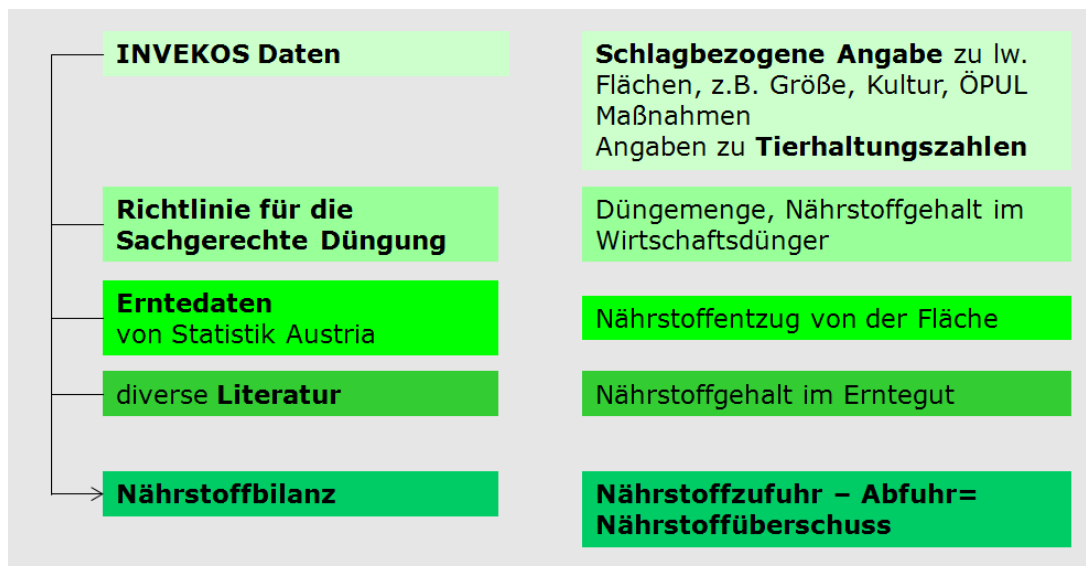 INVEKOS Daten
Schlagbezogene Angabe zu lw.
Flächen, z.B. Größe, Kultur, ÖPUL
Maßnahmen
Angaben zu Tierhaltungszahlen
Richtlinie für die
Sachgerechte Düngung
Düngemenge, Nährstoffgehalt im
Wirtschaftsdünger
Erntedaten
von Statistik Austria
Nährstoffentzug von der Fläche
diverse Literatur
Nährstoffgehalt im Erntegut
Nährstoffbilanz
Nährstoffzufuhr – Abfuhr=
Nährstoffüberschuss